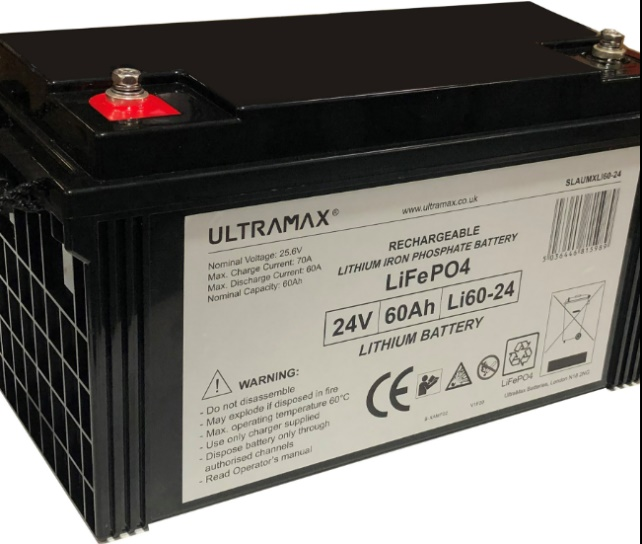 SLAUMXLI60-24
ULTRAMAX®
www.ultramax.co.uk
Nominal Voltage: 25.6V
Max. Charge Current: 70A
Max. Discharge Current: 60A
Nominal Capacity: 60Ah
RECHARGEABLE
LITHIUM IRON PHOSPHATE BATTERY
LiFePO4
24V 60Ah Li60-24
LITHIUM BATTERY
WARNING:
- Do not disassemble
- May explode if disposed in fire
- Max. operating temperature 60°C
- Use only charger supplied
- Dispose battery only through
authorised channels
- Read Operator's manual
CE
LiFePO4
Ultramax Batteries, London N18